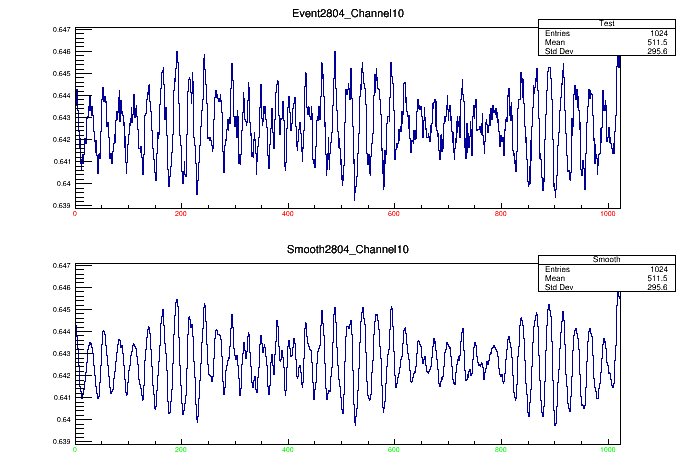 Event2804_Channel10
Test
Entries 1024
Mean 511.5
Std Dev 295.6
0.647
0.646
0.645
0.644
0.643
0.642
0.641
0.64
0.639
0 200 400 600 800 1000
Smooth2804_Channel10
Smooth
Entries 1024
Mean 511.5
Std Dev 295.6
0.647
0.646
0.645
0.644
0.643
0.642
0.641
0.64
0.639
0 200 400 600 800 1000